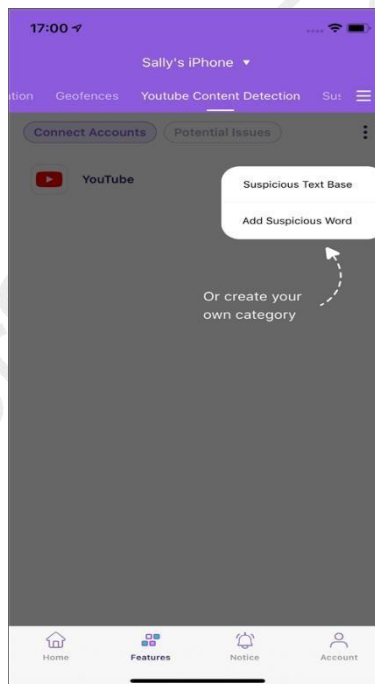 17:00
Sally's iPhone ▼
Geofences Youtube Content Detection
Connect Accounts Potential Issues
YouTube
Suspicious Text Base
Add Suspicious Word
Or create your
own category
Home Features Notice Account